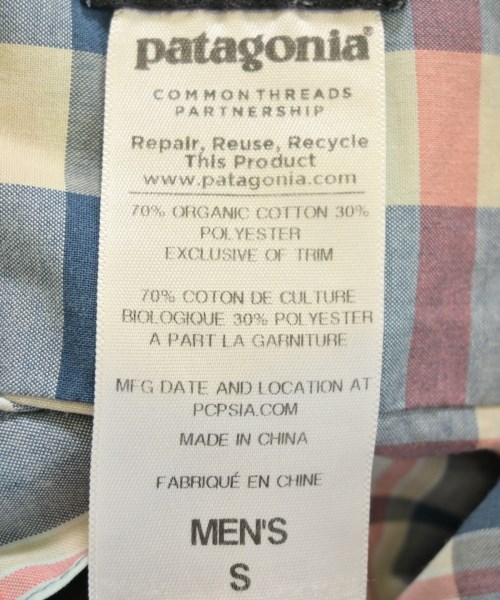 patagonia®
COMMONTHREADS
PARTNERSHIP
Repair, Reuse, Recycle
This Product
www.patagonia.com
70% ORGANIC COTTON 30%
POLYESTER
EXCLUSIVE OF TRIM
70% COTON DE CULTURE
BIOLOGIQUE 30% POLYESTER
A PART LA GARNITURE
MFG DATE AND LOCATION AT
PCPSIA.COM
MADE IN CHINA
FABRIQUÉ EN CHINE
MEN'S
S